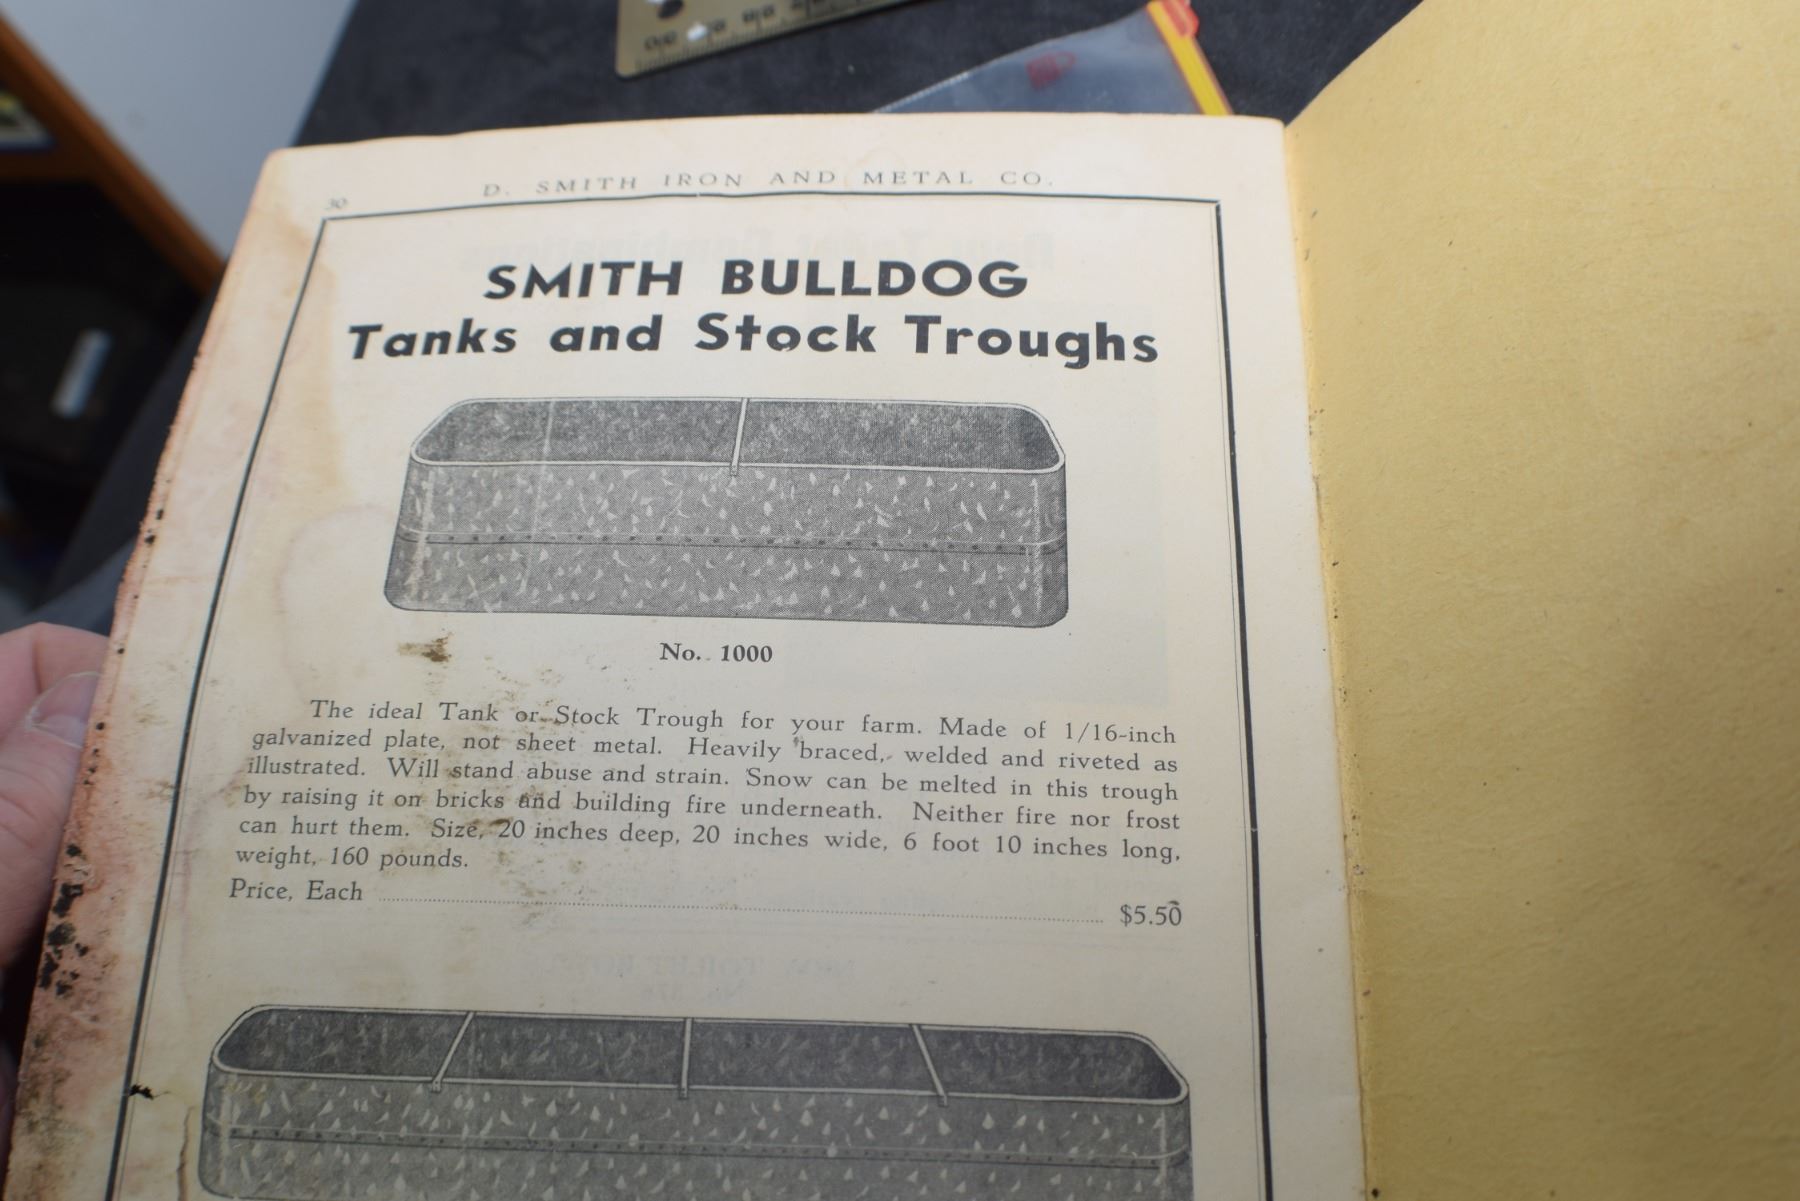 30
D. SMITH IRON AND METAL CO.
SMITH BULLDOG
Tanks and Stock Troughs
No. 1000
The ideal Tank or Stock Trough for your farm. Made of 1/16-inch
galvanized plate, not sheet metal. Heavily braced, welded and riveted as
illustrated. Will stand abuse and strain. Snow can be melted in this trough
by raising it on bricks and building fire underneath. Neither fire nor frost
can hurt them. Size, 20 inches deep, 20 inches wide, 6 foot 10 inches long,
weight, 160 pounds.
Price, Each $5.50